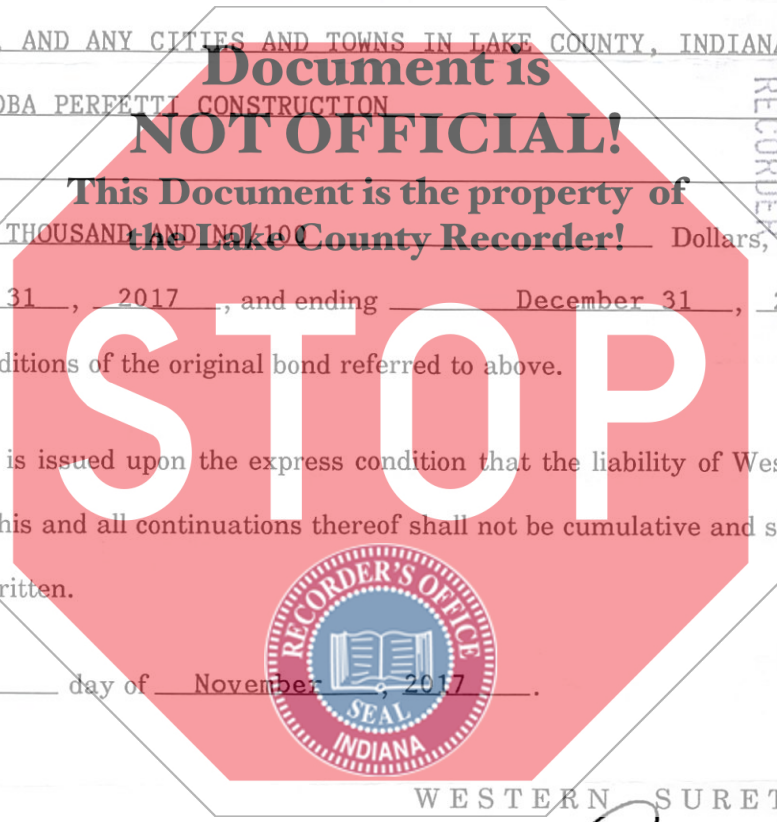 AND ANY CITIES AND TOWNS IN LAKE COUNTY, INDIANA
Document is
DBA PERFETTI CONSTRUCTION
NOT OFFICIAL!
RECORDER
This Document is the property of
the Lake County Recorder!
THOUSAND AND NO/100 Dollars,
31, 2017, and ending December 31,
ditions of the original bond referred to above.
STOP
is issued upon the express condition that the liability of Wes
his and all continuations thereof shall not be cumulative and s
ritten.
RECORDER'S OFFICE
day of November, 2017.
SEAL
INDIANA
WESTERN SURET